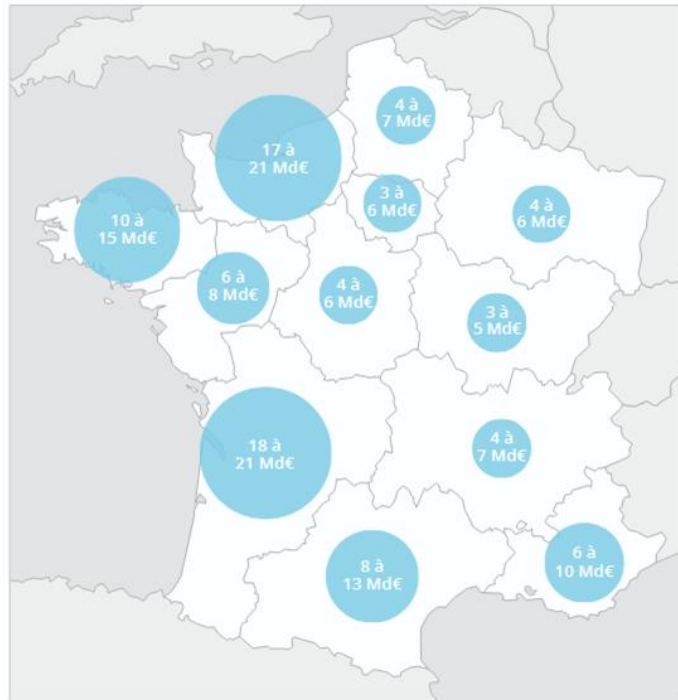 4 à
7 Md€
17 à
21 Md€
3 à
6 Md€
4 à
6 Md€
10 à
15 Md€
6 à
8 Md€
4 à
6 Md€
3 à
5 Md€
18 à
21 Md€
4 à
7 Md€
8 à
13 Md€
6 à
10 Md€